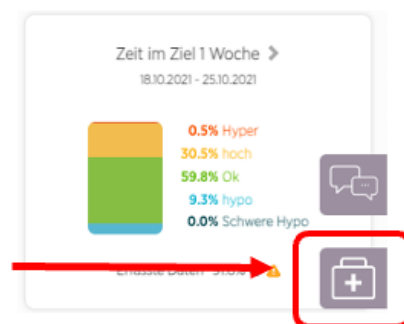 Zeit im Ziel 1 Woche
18.10.2021 - 25.10.2021
0.5% Hyper
30.5% hoch
59.8% Ok
9.3% hypo
0.0% Schwere Hypo
Daten